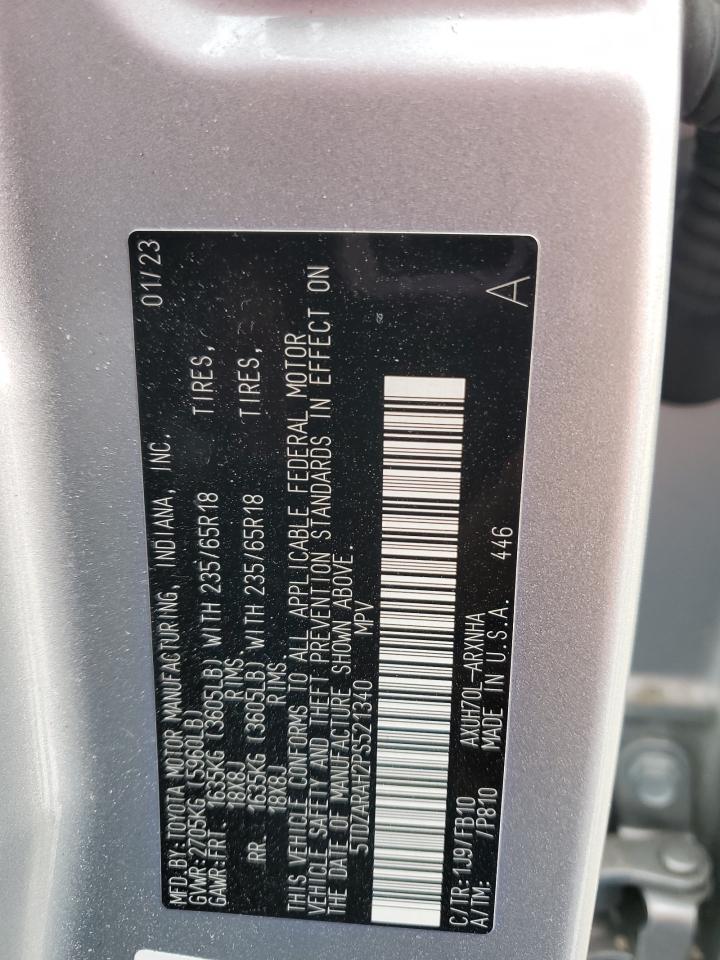 MFD.BY:TOYOTA MOTOR MANUFACTURING, INDIANA, INC. 01/23
GVWR:2705KG (5960LB)
GAWR:FRT 1635KG (3605LB) WITH 235/65R18 TIRES,
18X8J RIMS
RR. 1635KG (3605LB) WITH 235/65R18 TIRES,
18X8J RIMS
THIS VEHICLE CONFORMS TO ALL APPLICABLE FEDERAL MOTOR
VEHICLE SAFETY AND THEFT PREVENTION STANDARDS IN EFFECT ON
THE DATE OF MANUFACTURE SHOWN ABOVE.
5TDZARAH2PS521340 MPV
C/TR:1J9/FB10 AXUH70L-ARXNHA
A/TM: /P810 MADE IN U.S.A. 446
A